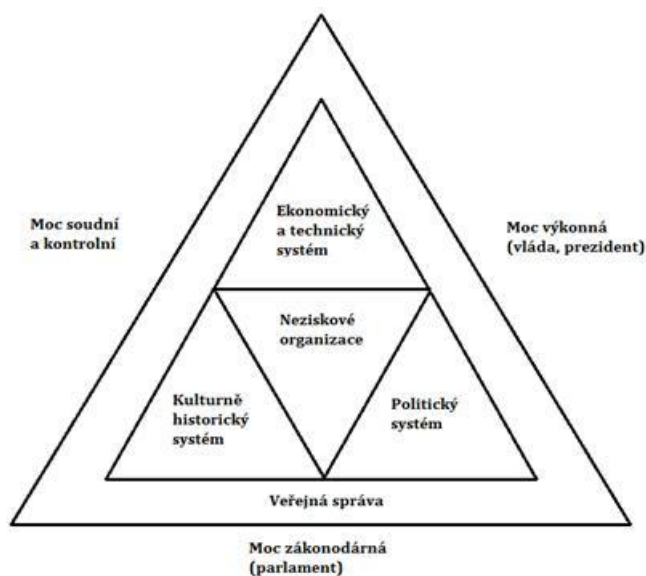 Ekonomický
a technický
systém
Moc soudní
a kontrolní
Moc výkonná
(vláda, prezident)
Neziskové
organizace
Kulturně
historický
systém
Politický
systém
Veřejná správa
Moc zákonodárná
(parlament)